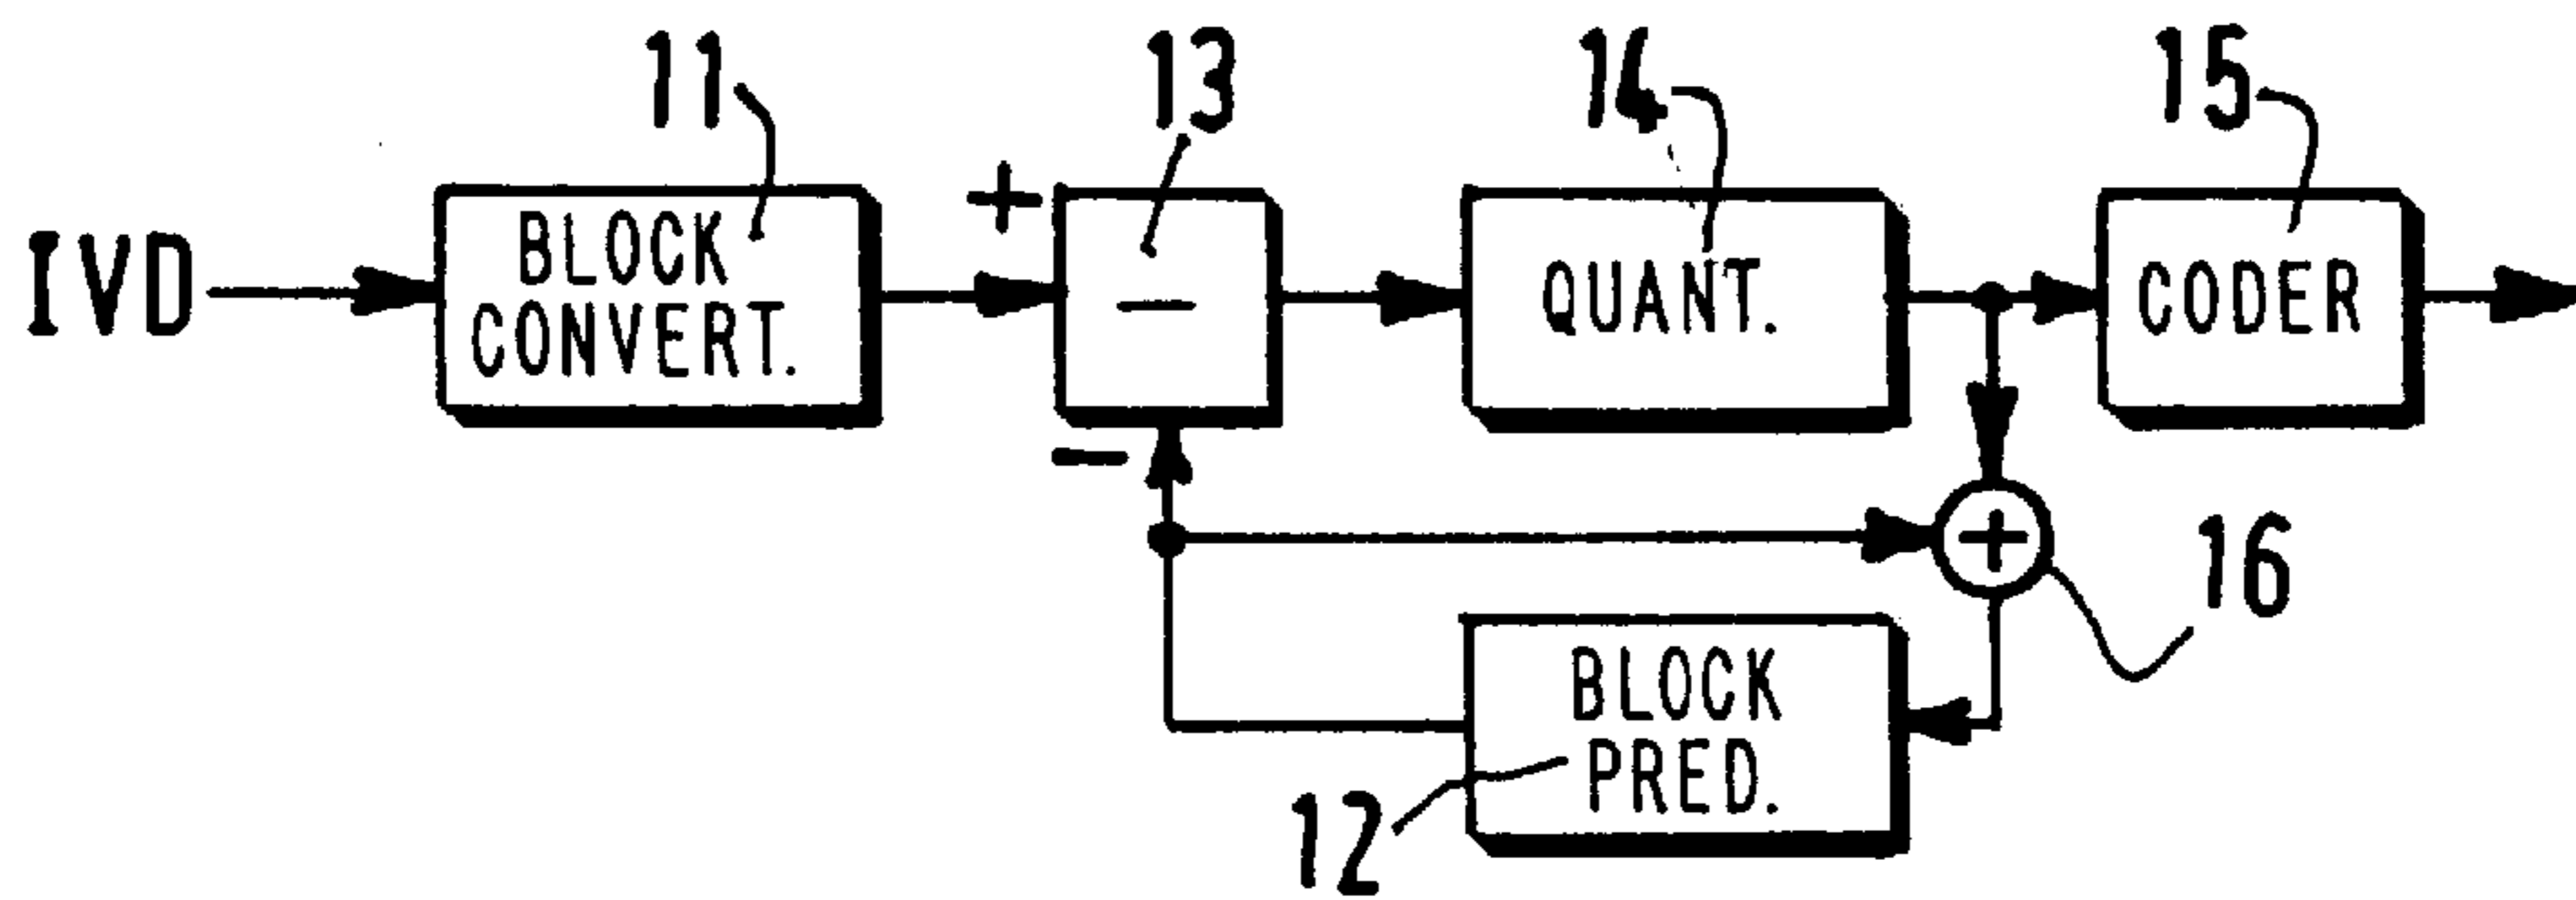 11
13
14
15
+
IVD
BLOCK
CONVERT.
−
QUANT.
CODER
−
+
16
BLOCK
PRED.
12